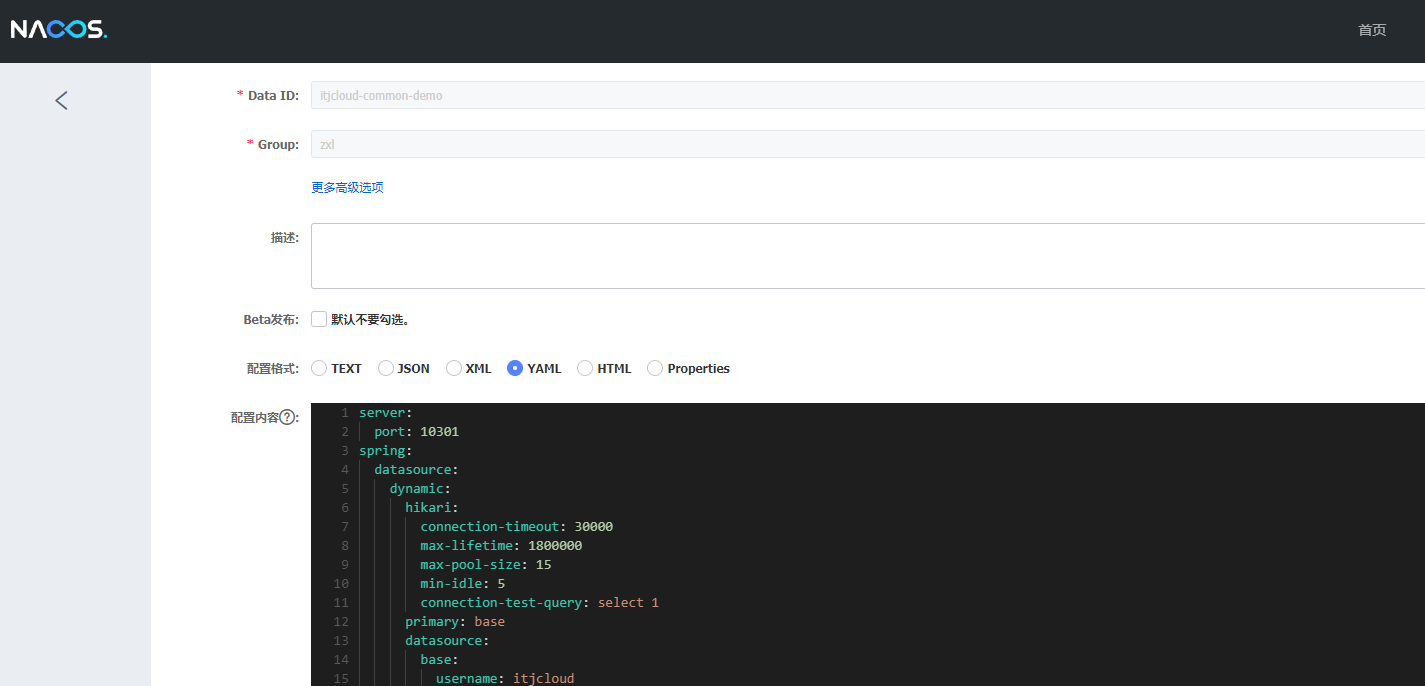 NACOS.
首页
* Data ID: itjcloud-common-demo
* Group: zxl
更多高级选项
描述:
Beta发布: 默认不要勾选。
配置格式: TEXT JSON XML YAML HTML Properties
配置内容?:
1 server:
2 port: 10301
3 spring:
4 datasource:
5 dynamic:
6 hikari:
7 connection-timeout: 30000
8 max-lifetime: 1800000
9 max-pool-size: 15
10 min-idle: 5
11 connection-test-query: select 1
12 primary: base
13 datasource:
14 base:
15 username: itjcloud